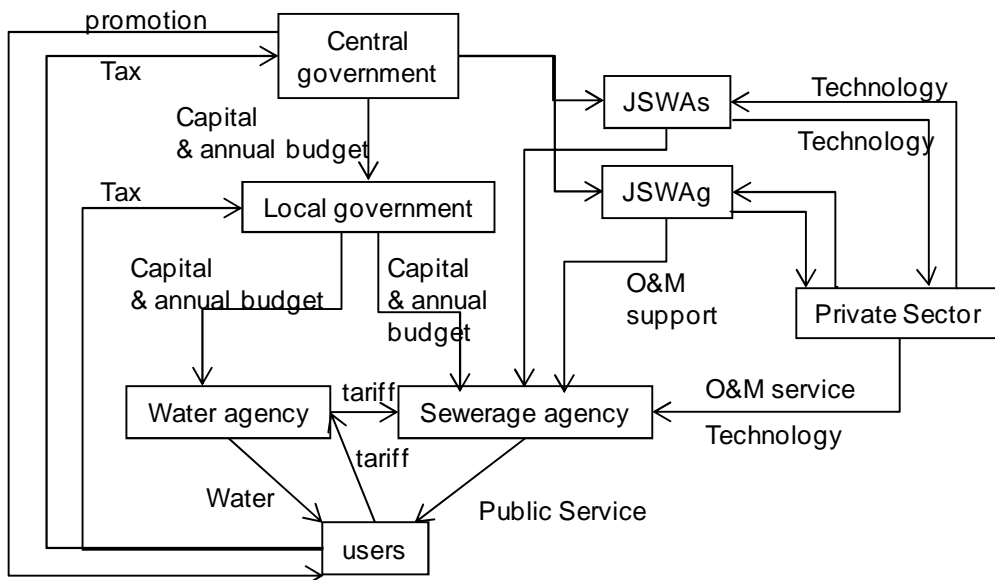 promotion
Central
government
Tax
Capital
& annual budget
JSWAs
Technology
Technology
Tax
Local government
JSWAg
Capital
& annual budget
Capital
& annual
budget
O&M
support
Private Sector
Water agency
tariff
Sewerage agency
O&M service
Technology
tariff
Water
Public Service
users